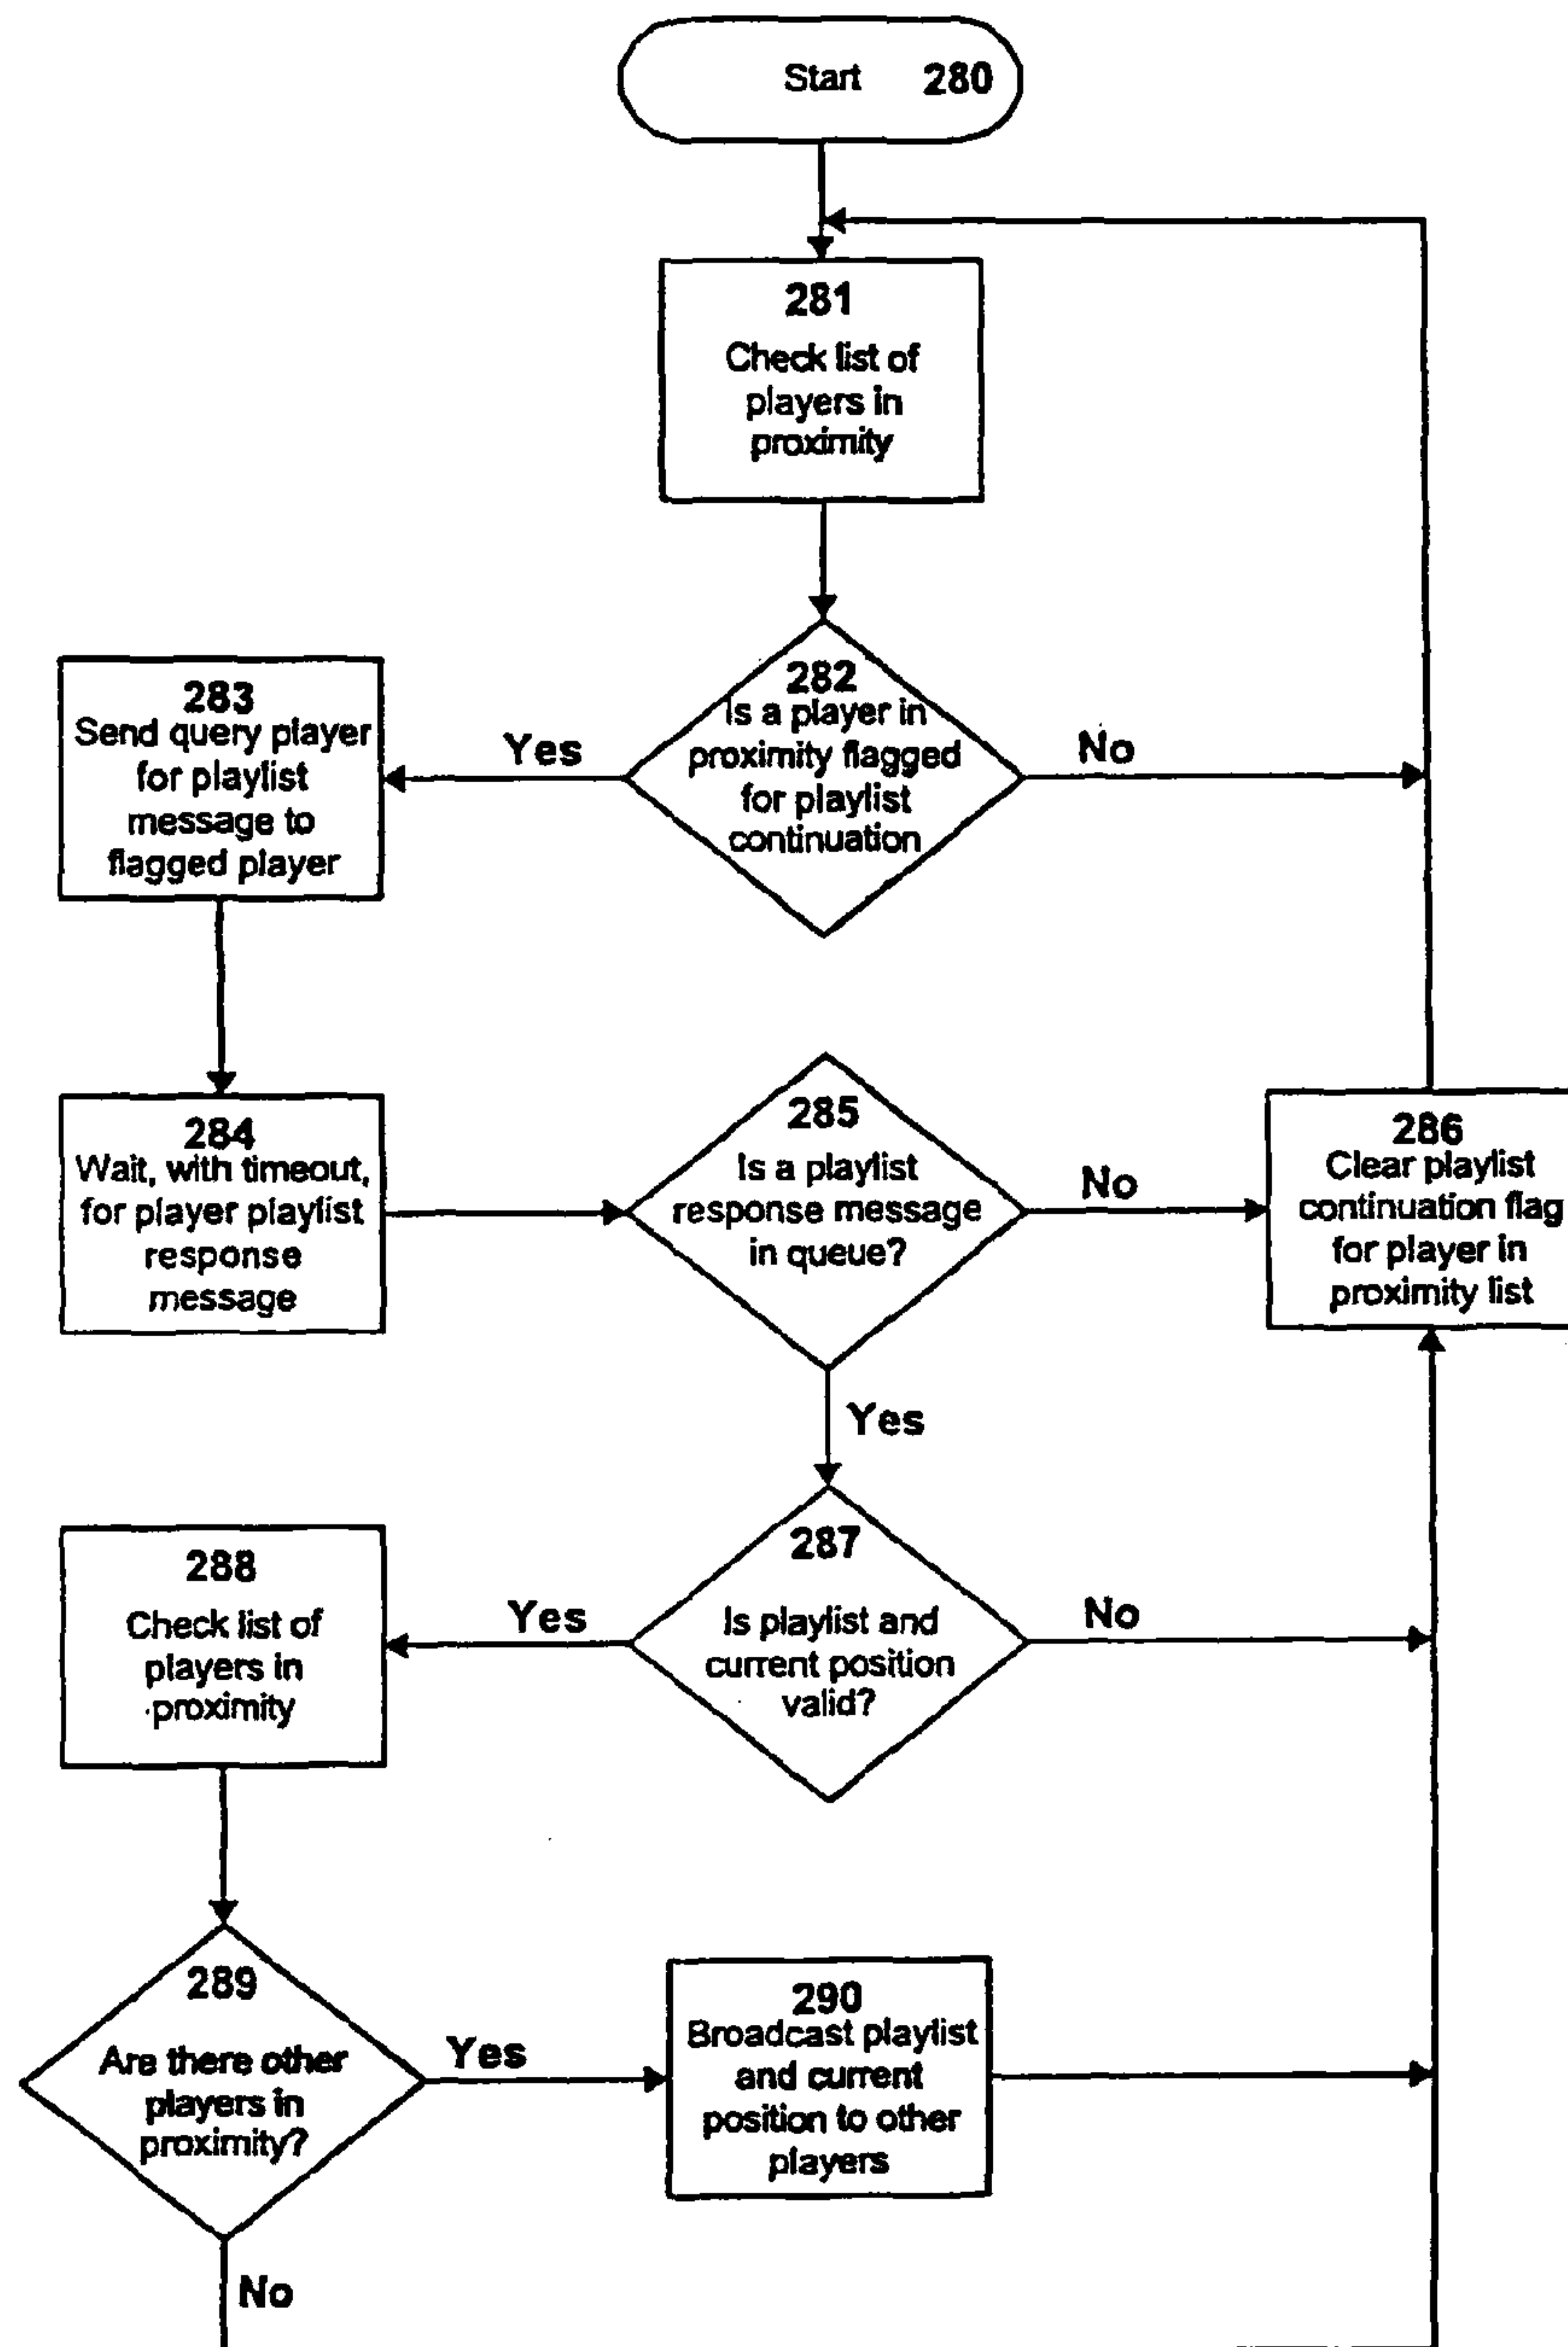 Start 280
281
Check list of
players in
proximity
282
Is a player in
proximity flagged
for playlist
continuation
Yes
No
283
Send query player
for playlist
message to
flagged player
284
Wait, with timeout,
for player playlist
response
message
285
Is a playlist
response message
in queue?
No
Yes
286
Clear playlist
continuation flag
for player in
proximity list
287
Is playlist and
current position
valid?
Yes
No
288
Check list of
players in
proximity
289
Are there other
players in
proximity?
Yes
No
290
Broadcast playlist
and current
position to other
players